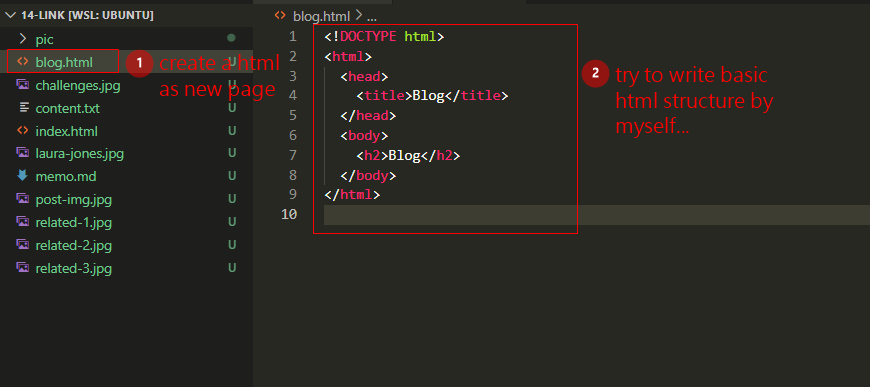 14-LINK [WSL: UBUNTU]
pic
blog.html U
challenges.jpg U
content.txt U
index.html U
laura-jones.jpg U
memo.md U
post-img.jpg U
related-1.jpg U
related-2.jpg U
related-3.jpg U
1 create a html
as new page
blog.html > ...
1 <!DOCTYPE html>
2 <html>
3 <head>
4 <title>Blog</title>
5 </head>
6 <body>
7 <h2>Blog</h2>
8 </body>
9 </html>
10
2 try to write basic
html structure by
myself...